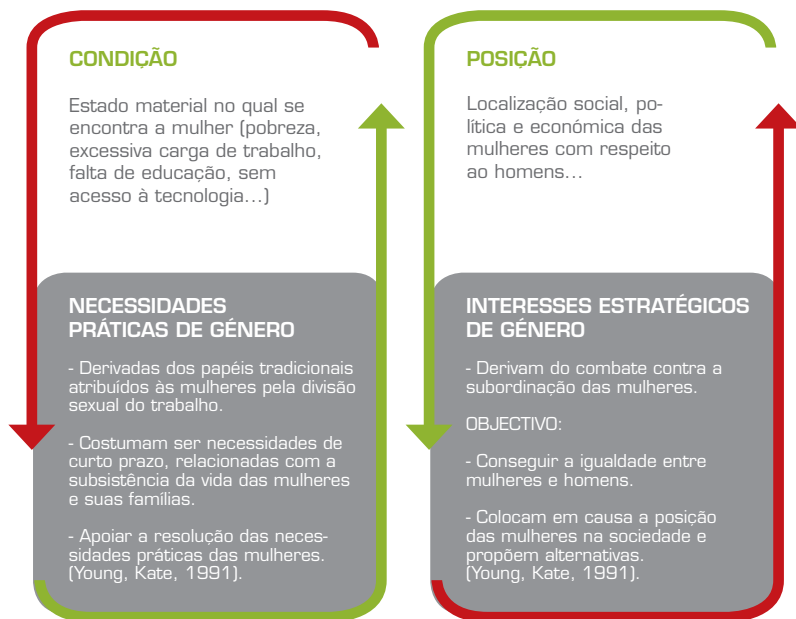 CONDIÇÃO
Estado material no qual se
encontra a mulher (pobreza,
excessiva carga de trabalho,
falta de educação, sem
acesso à tecnologia...)
NECESSIDADES
PRÁTICAS DE GÉNERO
- Derivadas dos papéis tradicionais
atribuídos às mulheres pela divisão
sexual do trabalho.
- Costumam ser necessidades de
curto prazo, relacionadas com a
subsistência da vida das mulheres
e suas famílias.
- Apoiar a resolução das neces-
sidades práticas das mulheres.
(Young, Kate, 1991).
POSIÇÃO
Localização social, po-
lítica e económica das
mulheres com respeito
ao homens...
INTERESSES ESTRATÉGICOS
DE GÉNERO
- Derivam do combate contra a
subordinação das mulheres.
OBJECTIVO:
- Conseguir a igualdade entre
mulheres e homens.
- Colocam em causa a posição
das mulheres na sociedade e
propõem alternativas.
(Young, Kate, 1991).